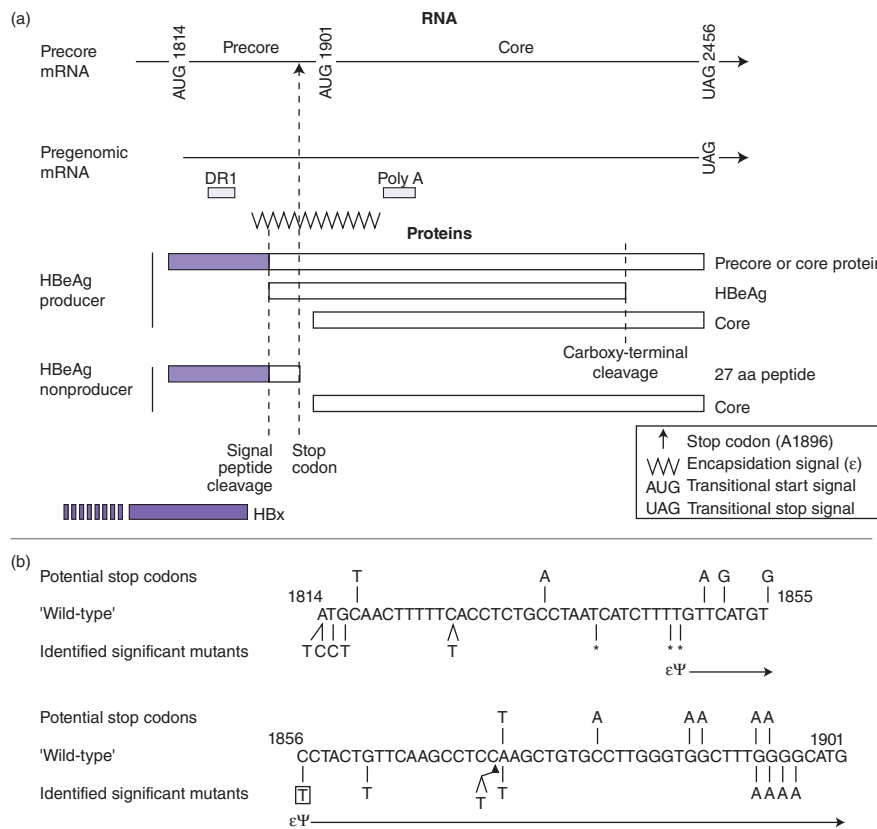 (a)
RNA
Precore mRNA
AUG 1814
Precore
AUG 1901
Core
UAG 2456
Pregenomic mRNA
UAG
DR1
Poly A
Proteins
HBeAg producer
Precore or core protein
HBeAg
Core
Carboxy-terminal cleavage
HBeAg nonproducer
27 aa peptide
Core
Signal peptide cleavage
Stop codon
Stop codon (A1896)
Encapsidation signal (ε)
AUG Transitional start signal
UAG Transitional stop signal
HBx
(b)
Potential stop codons T A A G G
1814 1855
'Wild-type' ATGCAACTTTTTCACCTCTGCCTAATCATCTTTTGTTCATGT
Identified significant mutants TCCT T * * *
εΨ
Potential stop codons T A AA AA
1856 1901
'Wild-type' CCTACTGTTCAAGCCTCCAAGCTGTGCCTTGGGTGGCTTTGGGGCATG
Identified significant mutants T T T T AAAA
εΨ